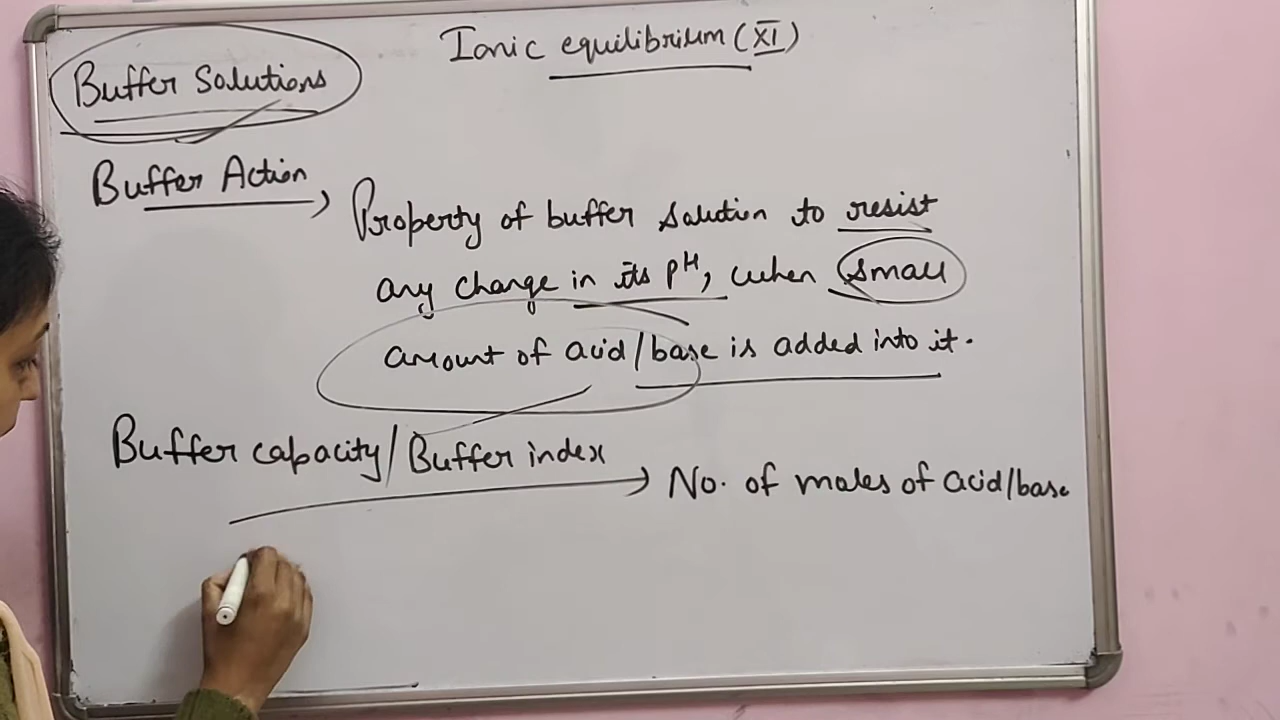 Ionic equilibrium (XI)
Buffer Solutions
Buffer Action → Property of buffer solution to resist
any change in its pH, when small
amount of acid/base is added into it.
Buffer capacity/Buffer index → No. of moles of acid/base